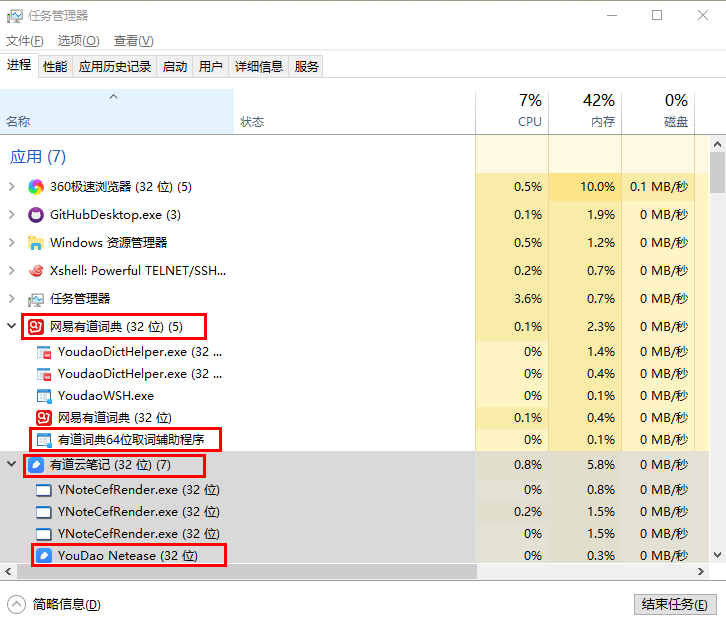 任务管理器
文件(F) 选项(O) 查看(V)
进程 性能 应用历史记录 启动 用户 详细信息 服务
7% 42% 0%
名称 状态 CPU 内存 磁盘
应用 (7)
360极速浏览器 (32 位) (5) 0.5% 10.0% 0.1 MB/秒
GitHubDesktop.exe (3) 0.1% 1.9% 0 MB/秒
Windows 资源管理器 0.5% 1.2% 0 MB/秒
Xshell: Powerful TELNET/SSH... 0.2% 0.7% 0 MB/秒
任务管理器 3.6% 0.7% 0 MB/秒
网易有道词典 (32 位) (5) 0.1% 2.3% 0 MB/秒
YoudaoDictHelper.exe (32 ... 0% 1.4% 0 MB/秒
YoudaoDictHelper.exe (32 ... 0% 0.4% 0 MB/秒
YoudaoWSH.exe 0% 0.1% 0 MB/秒
网易有道词典 (32 位) 0.1% 0.4% 0 MB/秒
有道词典64位取词辅助程序 0% 0.1% 0 MB/秒
有道云笔记 (32 位) (7) 0.8% 5.8% 0 MB/秒
YNoteCefRender.exe (32 位) 0% 0.8% 0 MB/秒
YNoteCefRender.exe (32 位) 0.2% 1.5% 0 MB/秒
YNoteCefRender.exe (32 位) 0% 1.5% 0 MB/秒
YouDao Netease (32 位) 0% 0.3% 0 MB/秒
简略信息(D) 结束任务(E)